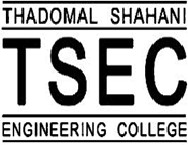 THADOMAL SHAHANI
TSEC
ENGINEERING COLLEGE